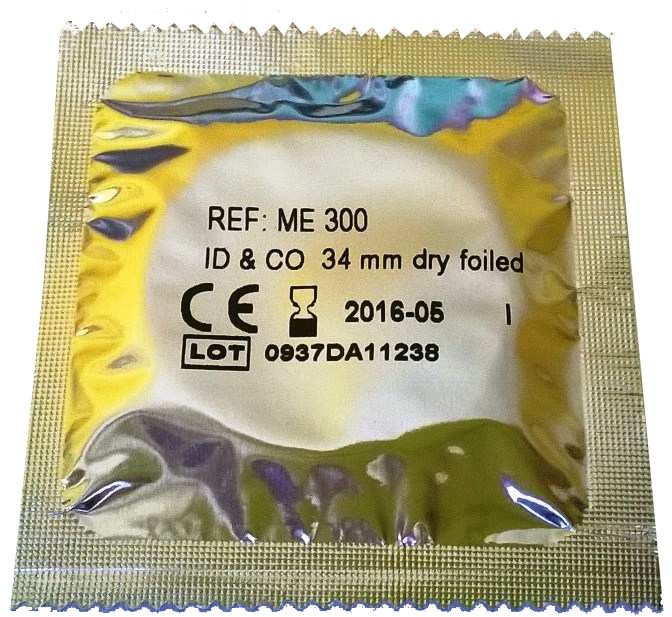 REF: ME 300
ID & CO 34 mm dry foiled
CE 2016-05 I
LOT 0937DA11238